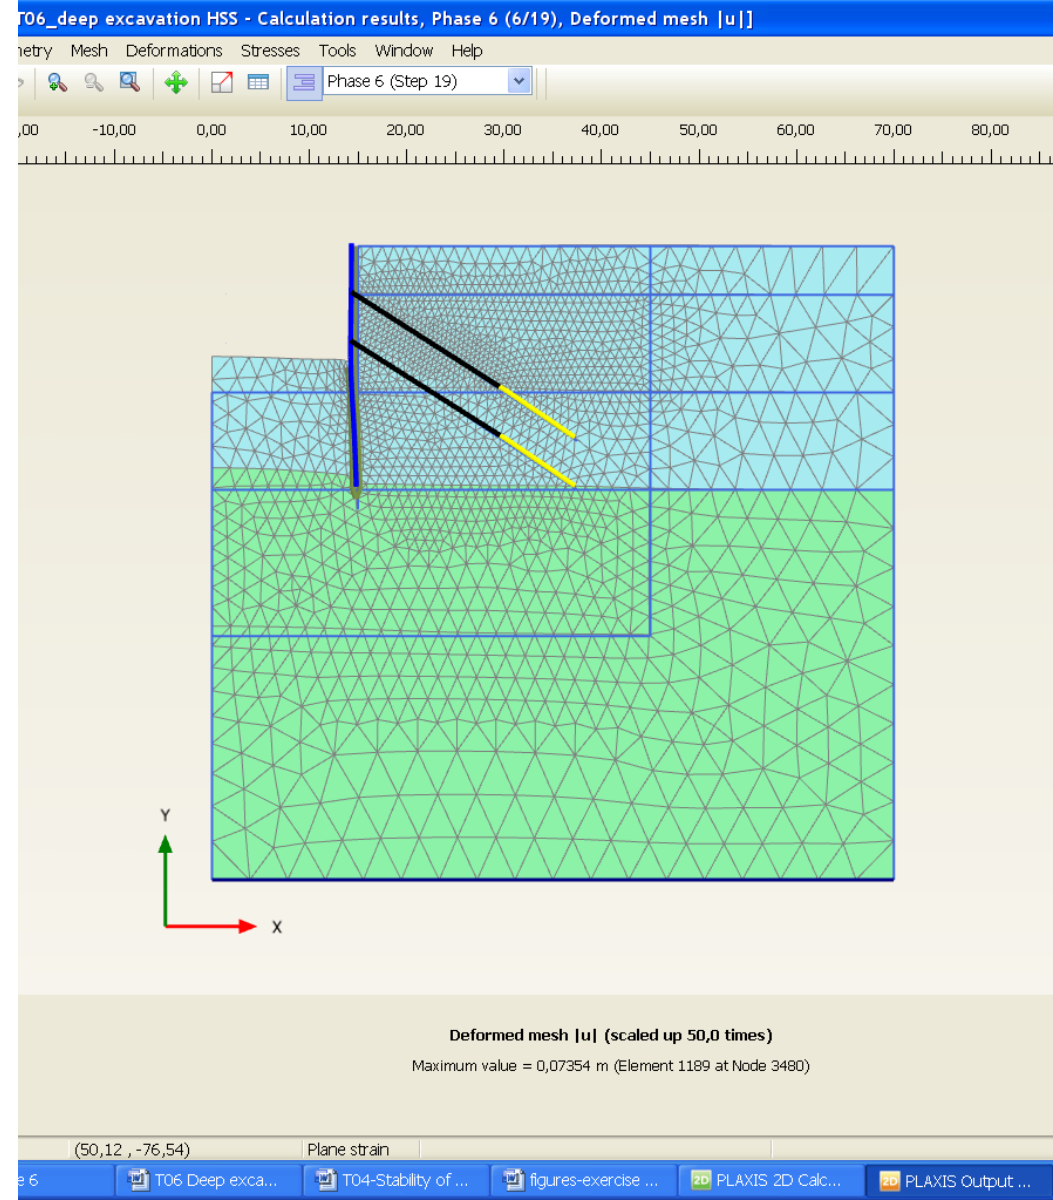 T06_deep excavation HSS - Calculation results, Phase 6 (6/19), Deformed mesh |u|]
metry Mesh Deformations Stresses Tools Window Help
Phase 6 (Step 19)
,00 -10,00 0,00 10,00 20,00 30,00 40,00 50,00 60,00 70,00 80,00
Y
X
Deformed mesh |u| (scaled up 50,0 times)
Maximum value = 0,07354 m (Element 1189 at Node 3480)
(50,12 , -76,54) Plane strain
e 6 T06 Deep exca... T04-Stability of ... figures-exercise ... 2D PLAXIS 2D Calc... 2D PLAXIS Output ...